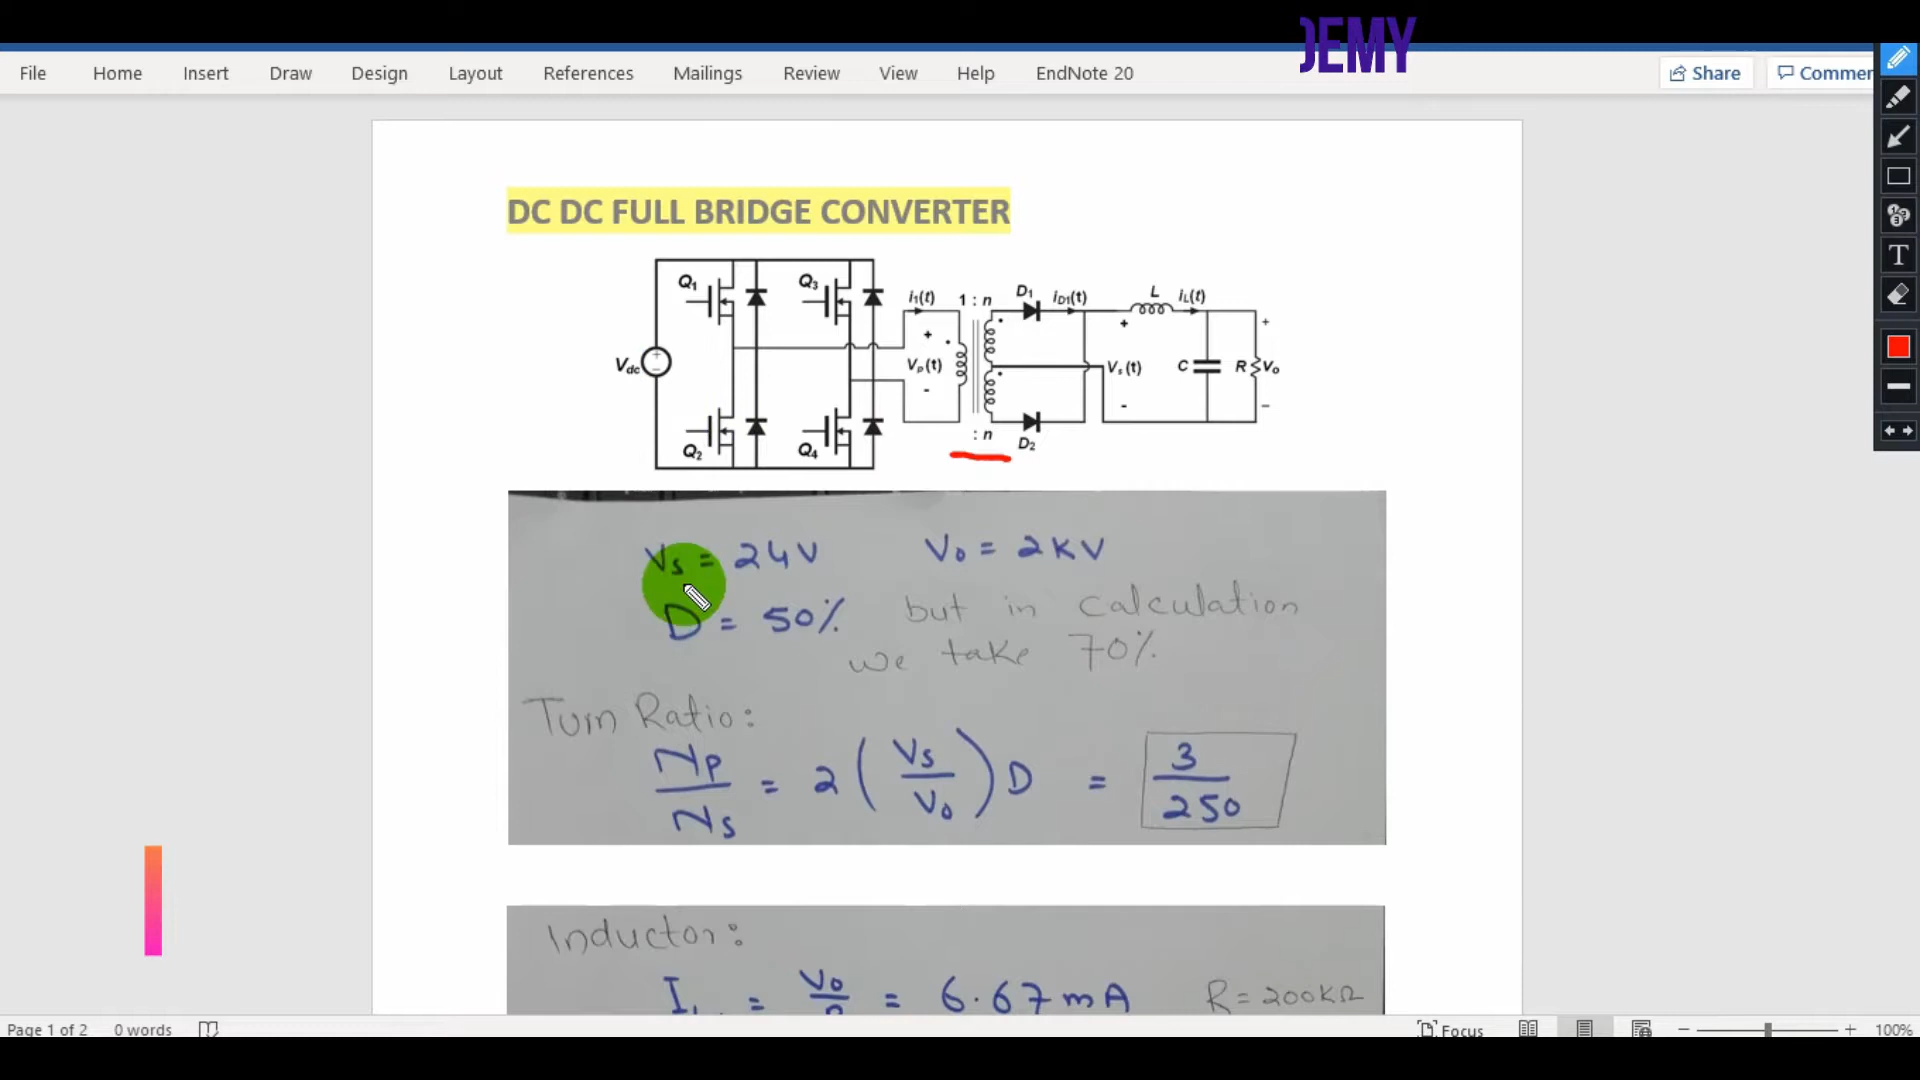 DEMY
File Home Insert Draw Design Layout References Mailings Review View Help EndNote 20 Share Commen
DC DC FULL BRIDGE CONVERTER
Q1 Q3 i1(t) 1 : n D1 iD1(t) L iL(t)
+ + +
Vdc Vp(t) Vs(t) C R Vo
- - -
Q2 Q4 : n D2
Vs = 24V Vo = 2KV
D = 50% but in calculation
we take 70%
Turn Ratio:
Np/Ns = 2 (Vs/Vo) D = 3/250
Inductor:
IL = Vo/R = 6.67mA R = 200KΩ
Page 1 of 2 0 words Focus 100%
T